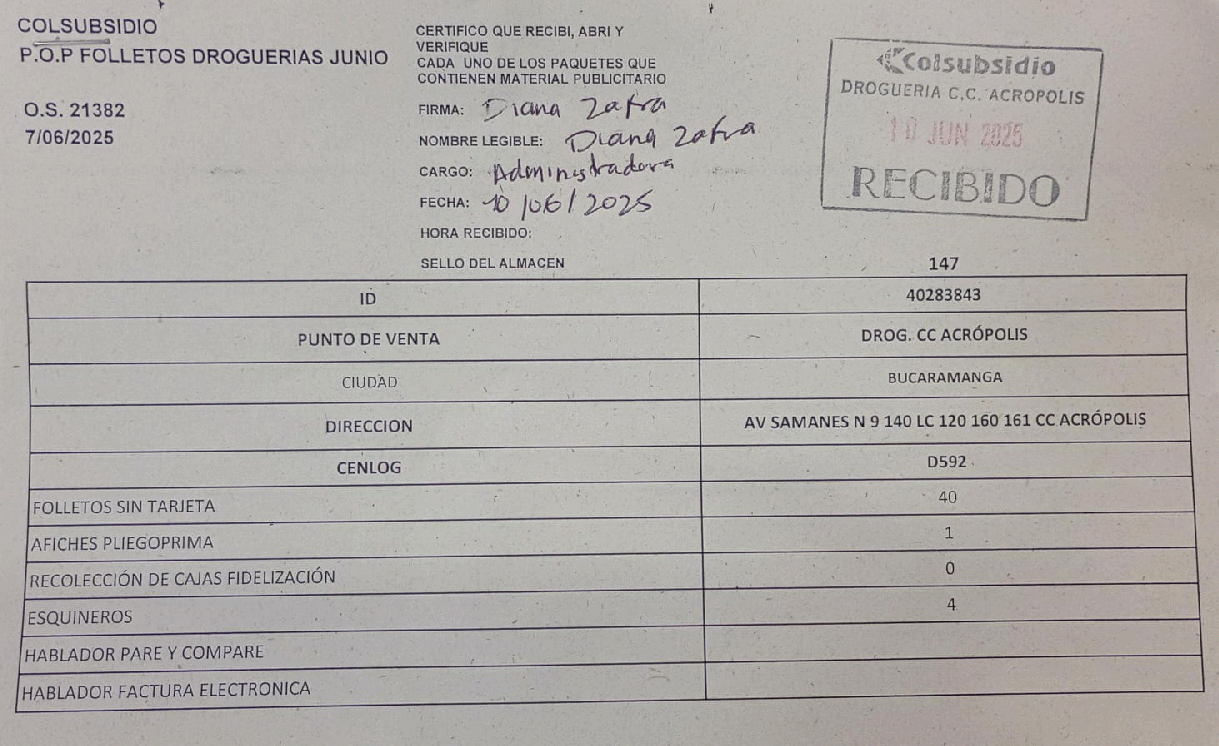 COLSUBSIDIO
P.O.P FOLLETOS DROGUERIAS JUNIO
O.S. 21382
7/06/2025
CERTIFICO QUE RECIBI, ABRI Y
VERIFIQUE
CADA UNO DE LOS PAQUETES QUE
CONTIENEN MATERIAL PUBLICITARIO
FIRMA: Diana Zafra
NOMBRE LEGIBLE: Diana Zafra
CARGO: Administradora
FECHA: 10/06/2025
HORA RECIBIDO:
SELLO DEL ALMACEN
Colsubsidio
DROGUERIA C.C. ACROPOLIS
10 JUN 2025
RECIBIDO
147
ID 40283843
PUNTO DE VENTA DROG. CC ACRÓPOLIS
CIUDAD BUCARAMANGA
DIRECCION AV SAMANES N 9 140 LC 120 160 161 CC ACRÓPOLIS
CENLOG D592
FOLLETOS SIN TARJETA 40
AFICHES PLIEGOPRIMA 1
RECOLECCIÓN DE CAJAS FIDELIZACIÓN 0
ESQUINEROS 4
HABLADOR PARE Y COMPARE
HABLADOR FACTURA ELECTRONICA